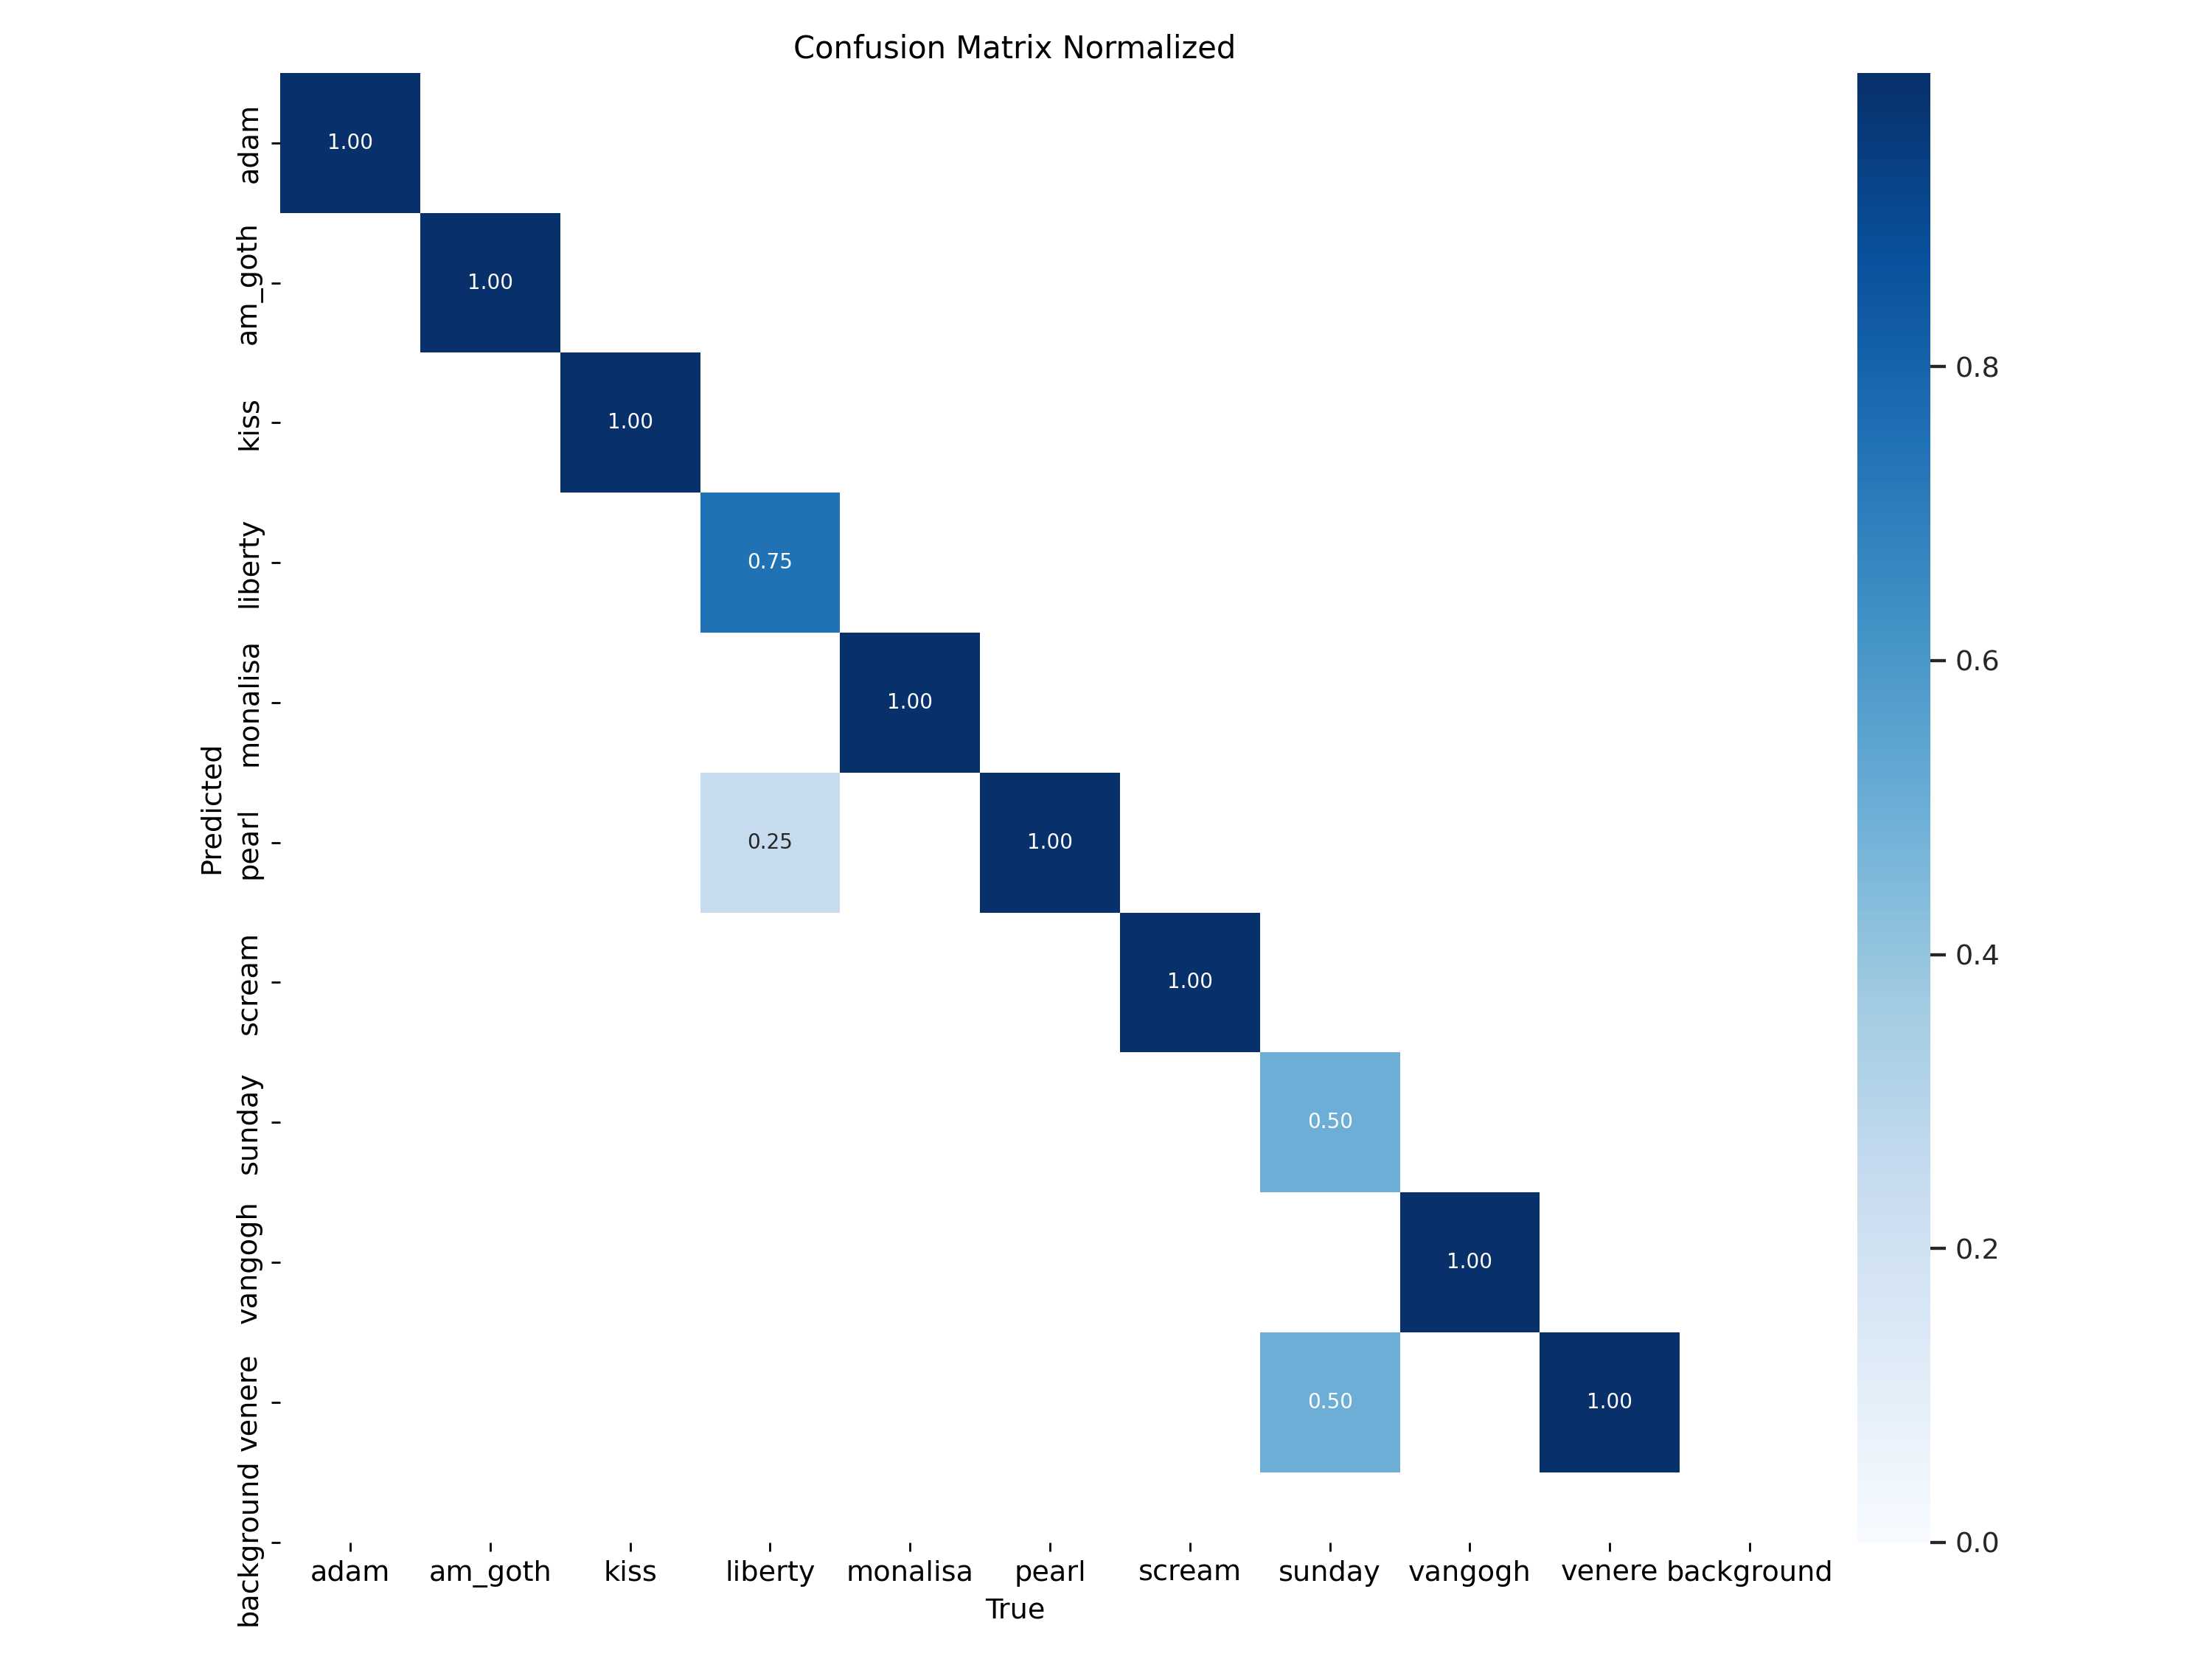 Confusion Matrix Normalized
adam
1.00
am_goth
1.00
kiss
1.00
0.8
liberty
0.75
0.6
monalisa
1.00
Predicted
pearl
0.25 1.00
0.4
scream
1.00
sunday
0.50
0.2
vangogh
1.00
venere
0.50 1.00
background
0.0
adam am_goth kiss liberty monalisa pearl scream sunday vangogh venere background
True